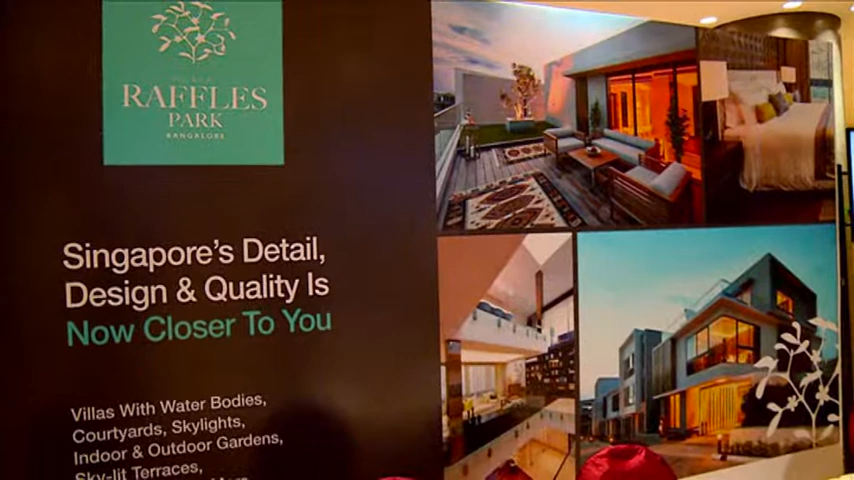 RAFFLES
PARK
BANGALORE
Singapore's Detail,
Design & Quality Is
Now Closer To You
Villas With Water Bodies,
Courtyards, Skylights,
Indoor & Outdoor Gardens,
Sky-lit Terraces,